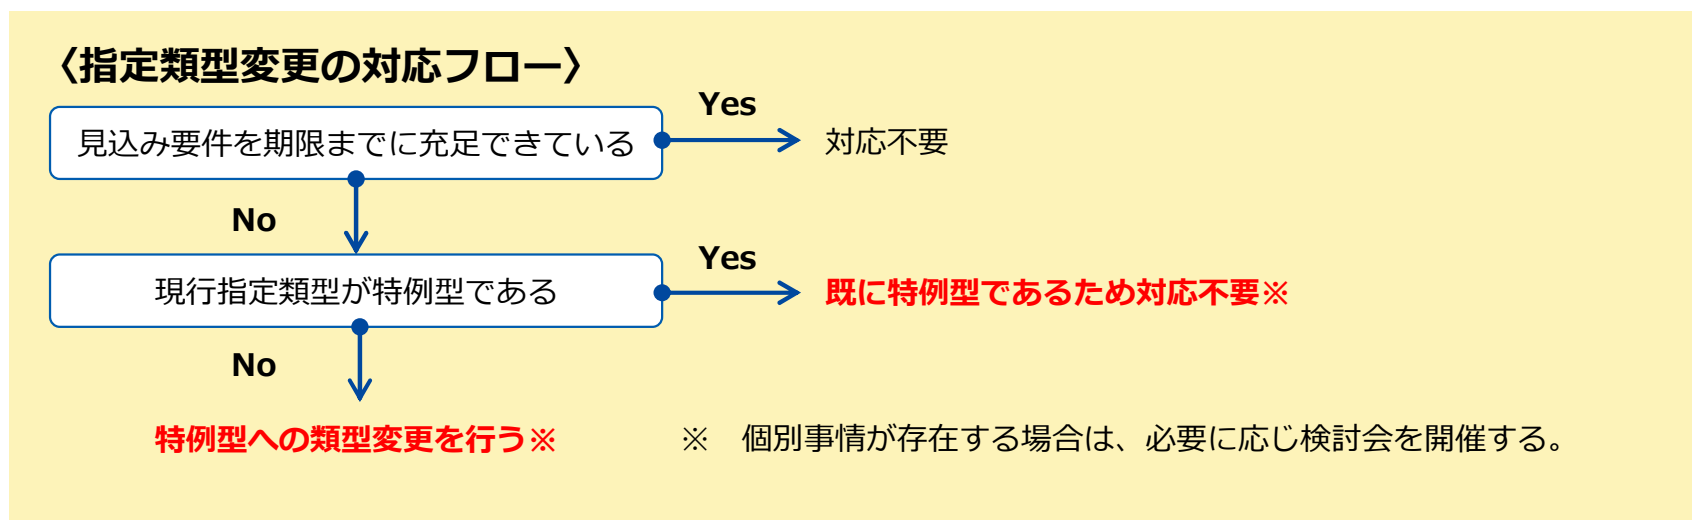 〈指定類型変更の対応フロー〉
見込み要件を期限までに充足できている
Yes
対応不要
No
現行指定類型が特例型である
Yes
既に特例型であるため対応不要※
No
特例型への類型変更を行う※
※　個別事情が存在する場合は、必要に応じ検討会を開催する。